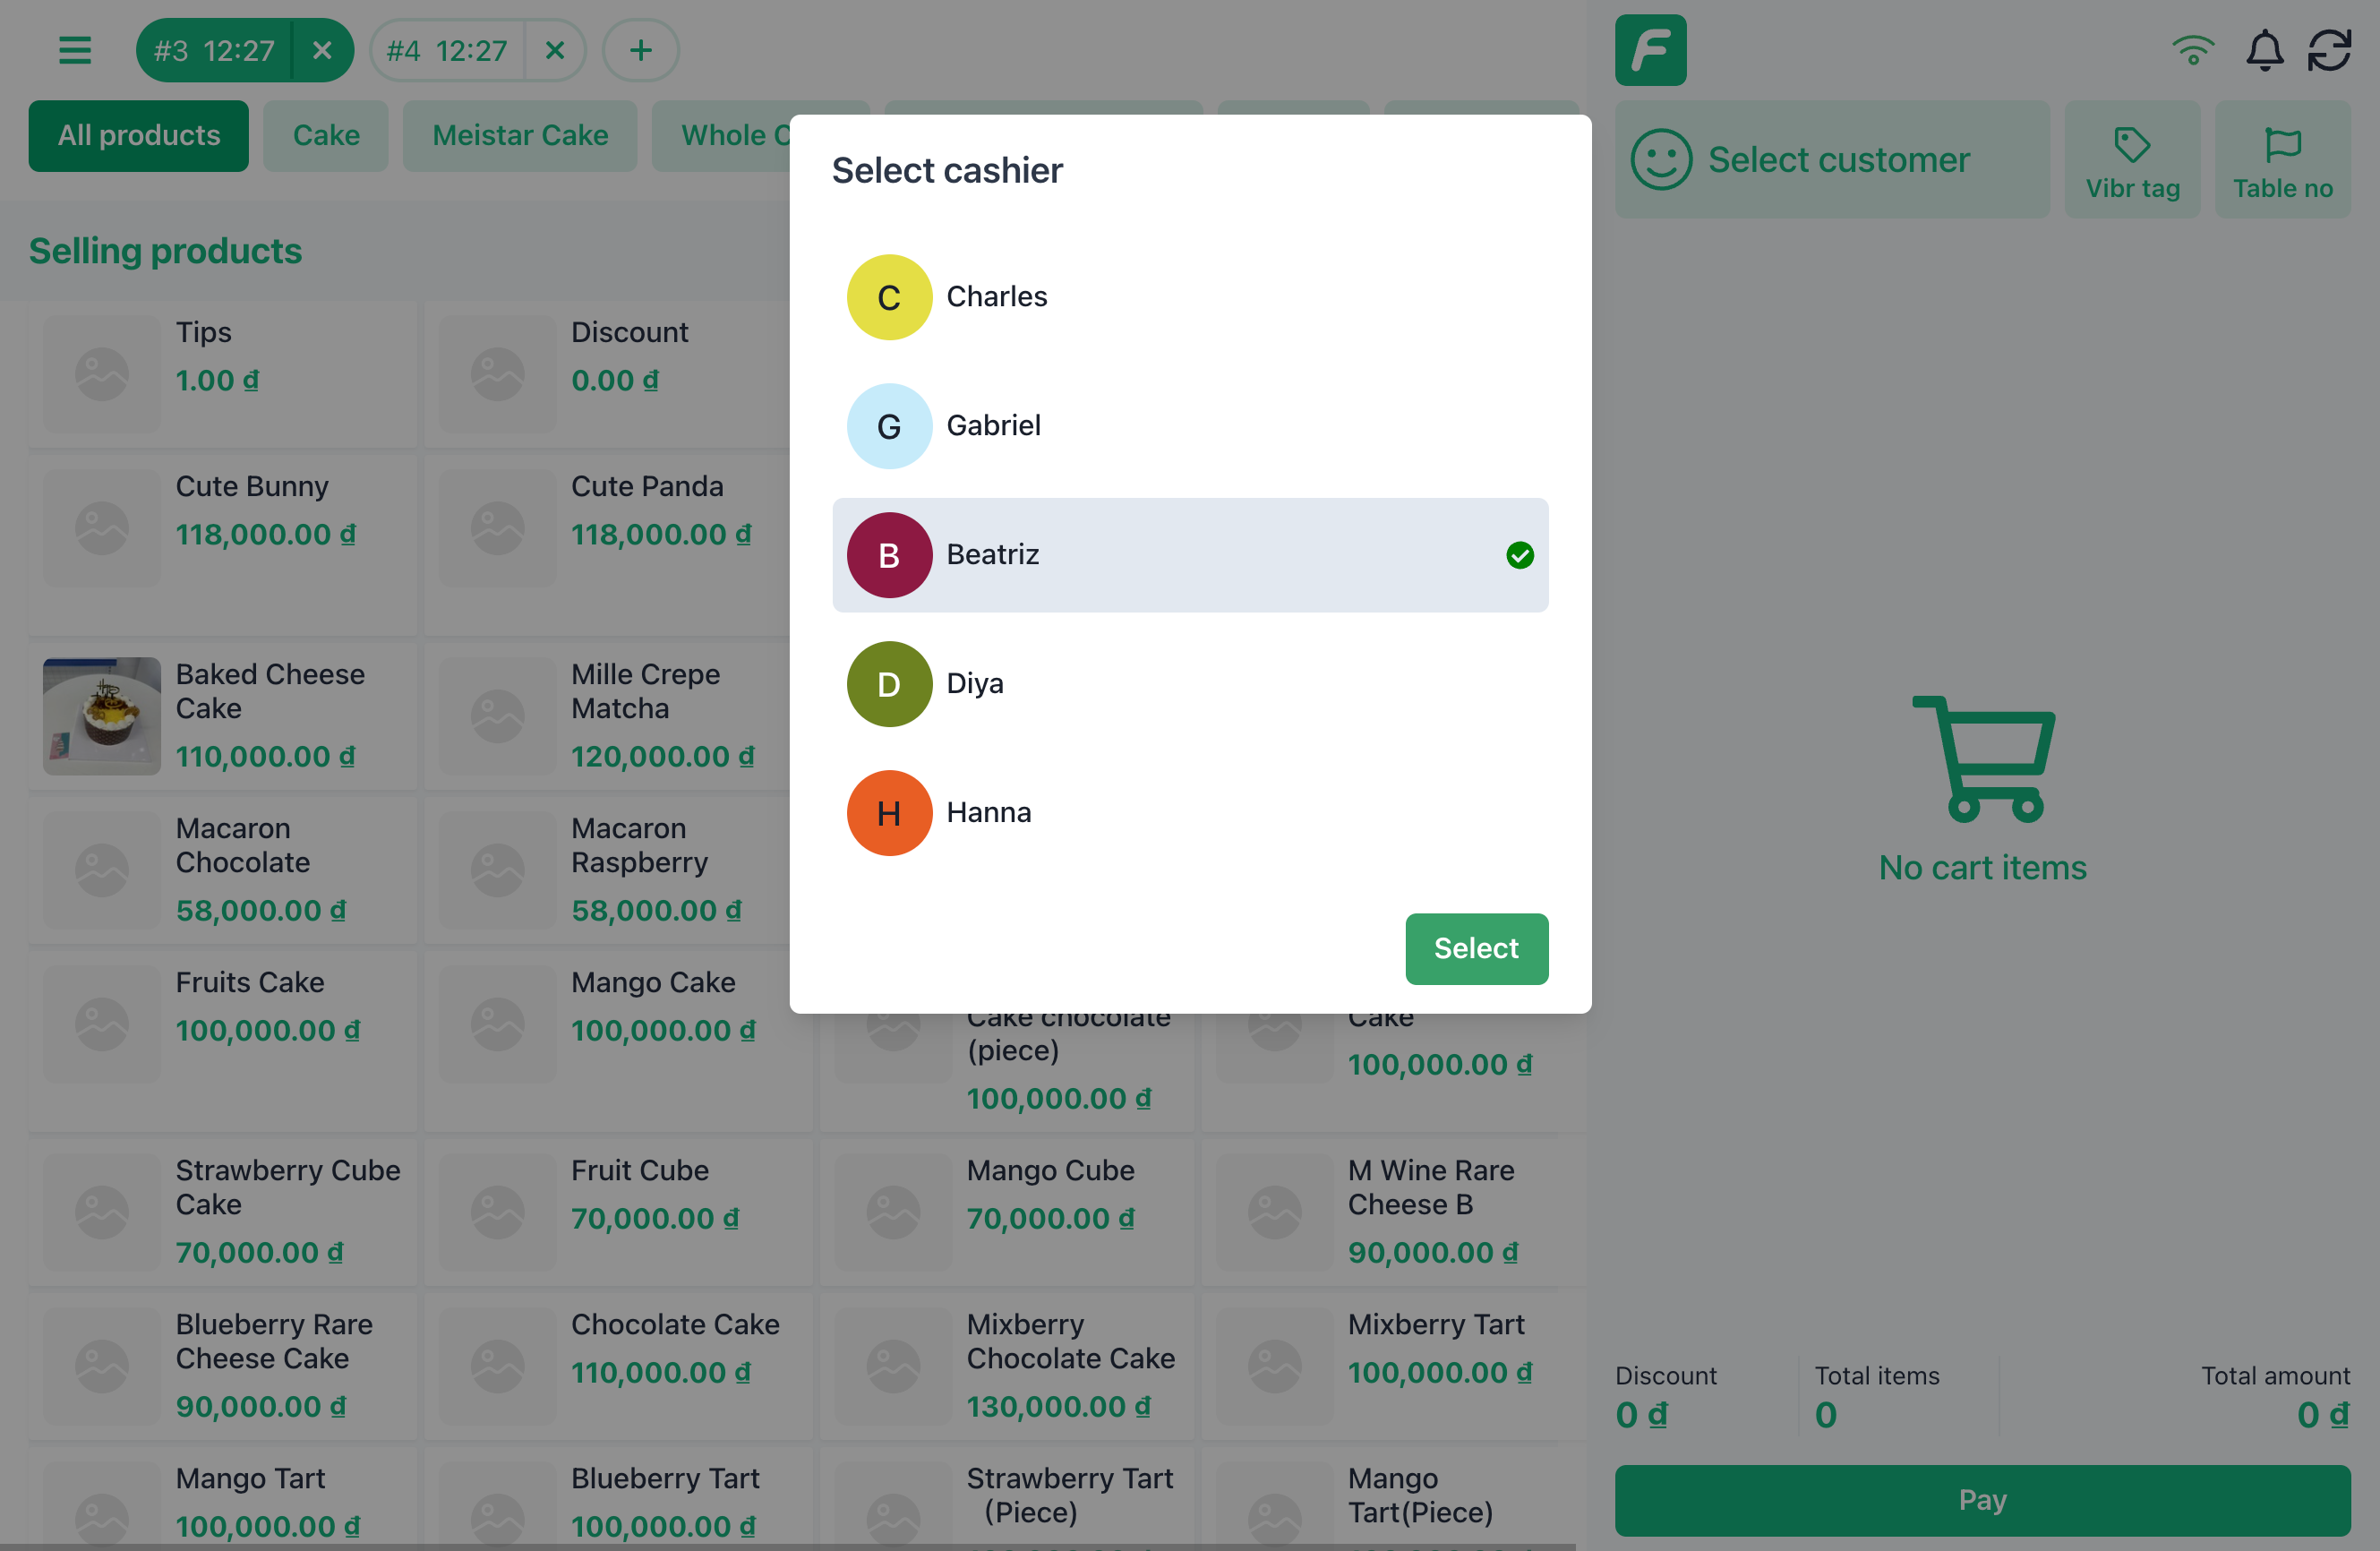 #3 12:27
#4 12:27
All products
Cake
Meistar Cake
Whole C
Select customer
Vibr tag
Table no
Selling products
Select cashier
C Charles
G Gabriel
B Beatriz
D Diya
H Hanna
Select
Tips
1.00 ₫
Discount
0.00 ₫
Cute Bunny
118,000.00 ₫
Cute Panda
118,000.00 ₫
Baked Cheese
Cake
110,000.00 ₫
Mille Crepe
Matcha
120,000.00 ₫
Macaron
Chocolate
58,000.00 ₫
Macaron
Raspberry
58,000.00 ₫
Fruits Cake
100,000.00 ₫
Mango Cake
100,000.00 ₫
Cake chocolate
(piece)
100,000.00 ₫
Cake
100,000.00 ₫
Strawberry Cube
Cake
70,000.00 ₫
Fruit Cube
70,000.00 ₫
Mango Cube
70,000.00 ₫
M Wine Rare
Cheese B
90,000.00 ₫
Blueberry Rare
Cheese Cake
90,000.00 ₫
Chocolate Cake
110,000.00 ₫
Mixberry
Chocolate Cake
130,000.00 ₫
Mixberry Tart
100,000.00 ₫
Mango Tart
100,000.00 ₫
Blueberry Tart
100,000.00 ₫
Strawberry Tart
(Piece)
Mango
Tart(Piece)
No cart items
Discount
0 ₫
Total items
0
Total amount
0 ₫
Pay